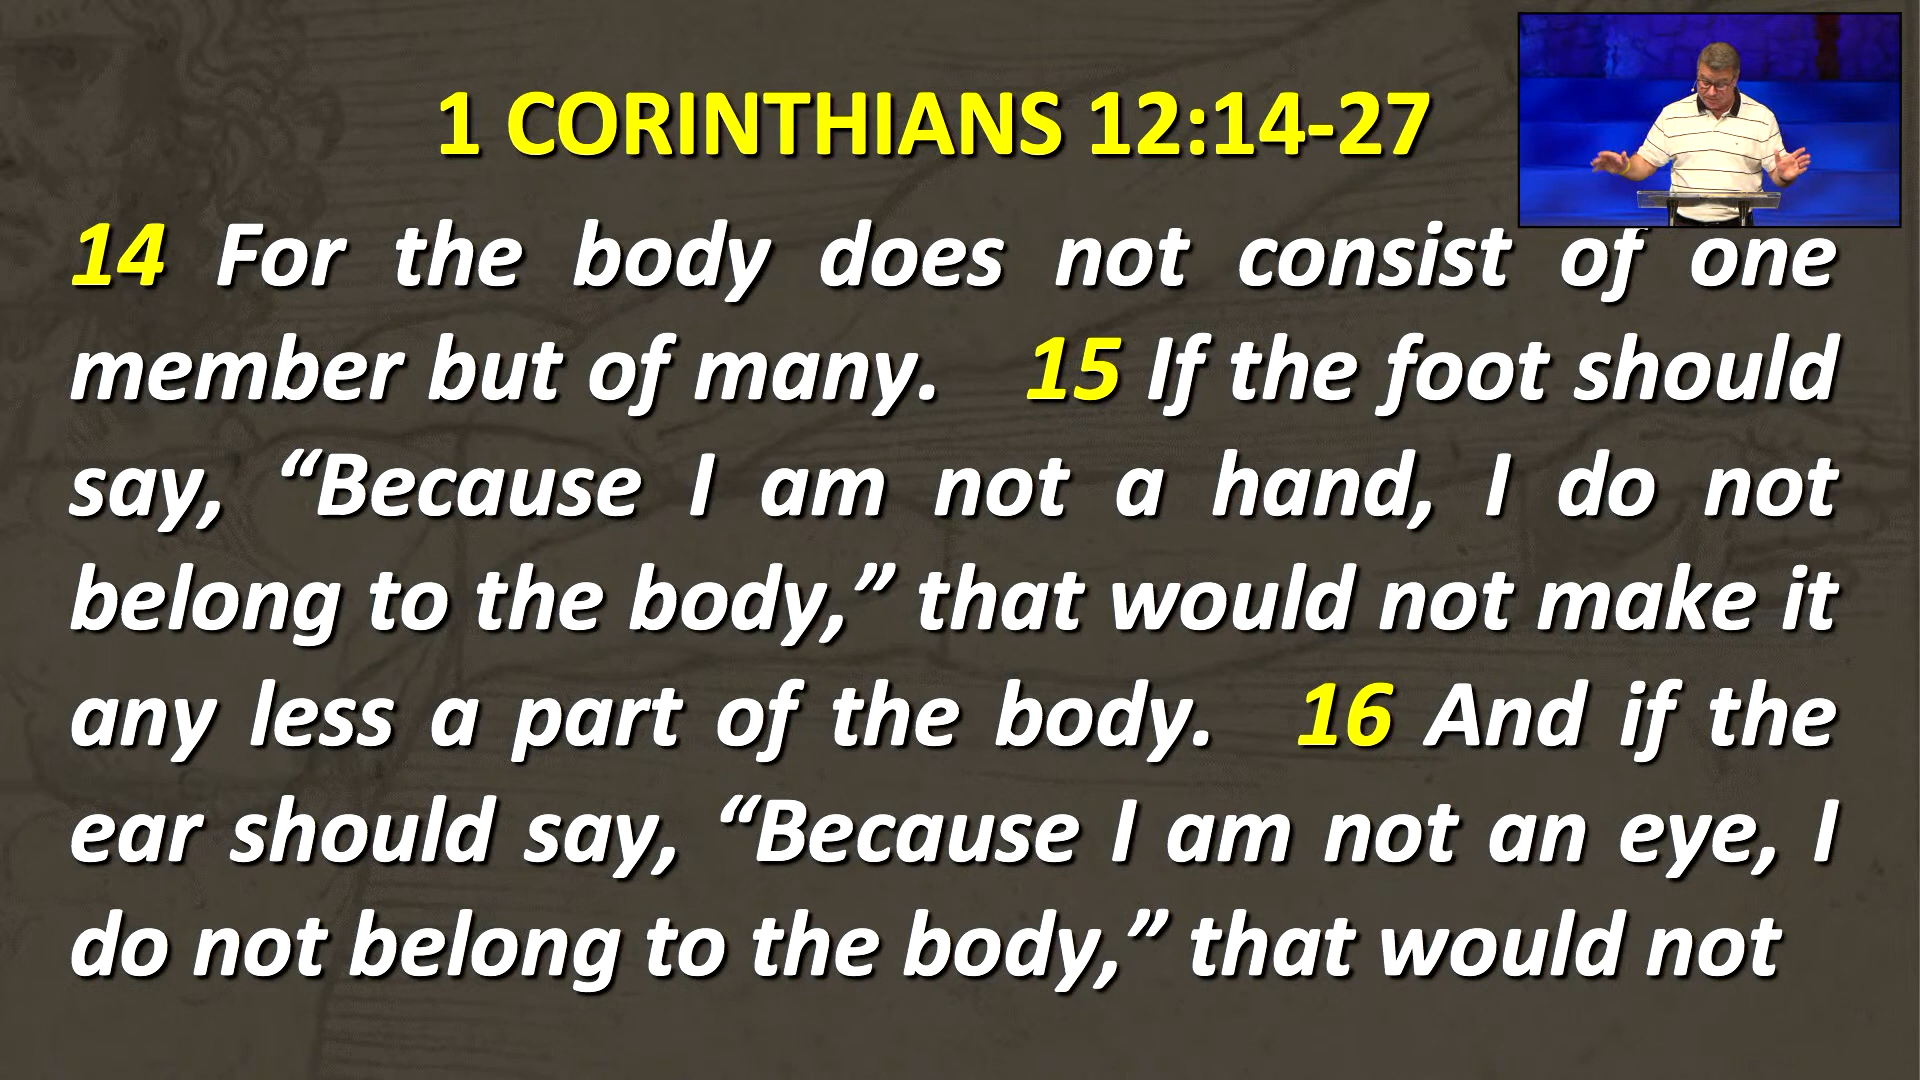 1 CORINTHIANS 12:14-27
14 For the body does not consist of one
member but of many. 15 If the foot should
say, “Because I am not a hand, I do not
belong to the body,” that would not make it
any less a part of the body. 16 And if the
ear should say, “Because I am not an eye, I
do not belong to the body,” that would not